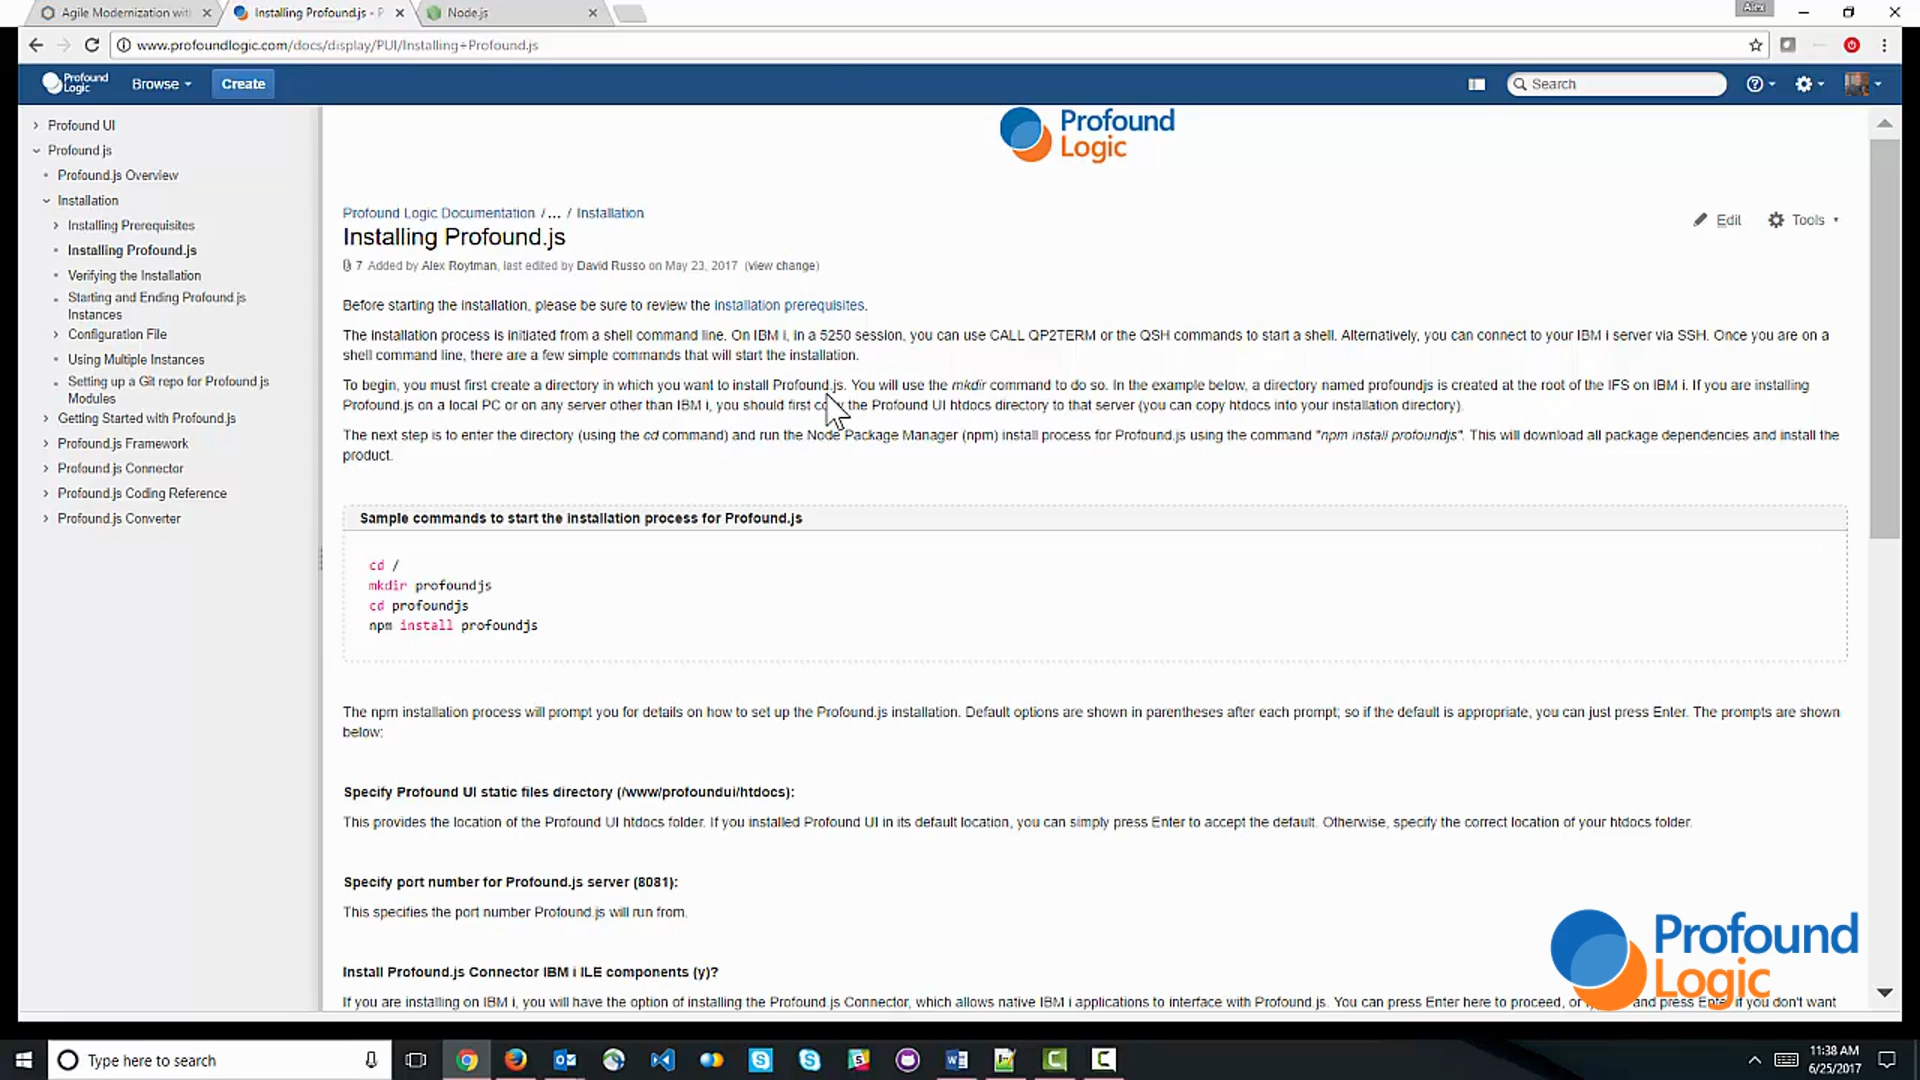 Agile Modernization with
Installing Profound.js - P
Node.js
Alex
www.profoundlogic.com/docs/display/PUI/Installing+Profound.js
Profound
Logic
Browse
Create
Search
Profound UI
Profound.js
Profound.js Overview
Installation
Installing Prerequisites
Installing Profound.js
Verifying the Installation
Starting and Ending Profound.js
Instances
Configuration File
Using Multiple Instances
Setting up a Git repo for Profound.js
Modules
Getting Started with Profound.js
Profound.js Framework
Profound.js Connector
Profound.js Coding Reference
Profound.js Converter
Profound
Logic
Profound Logic Documentation /... / Installation
Edit
Tools
Installing Profound.js
7 Added by Alex Roytman, last edited by David Russo on May 23, 2017 (view change)
Before starting the installation, please be sure to review the installation prerequisites.
The installation process is initiated from a shell command line. On IBM i, in a 5250 session, you can use CALL QP2TERM or the QSH commands to start a shell. Alternatively, you can connect to your IBM i server via SSH. Once you are on a
shell command line, there are a few simple commands that will start the installation.
To begin, you must first create a directory in which you want to install Profound.js. You will use the mkdir command to do so. In the example below, a directory named profoundjs is created at the root of the IFS on IBM i. If you are installing
Profound.js on a local PC or on any server other than IBM i, you should first copy the Profound UI htdocs directory to that server (you can copy htdocs into your installation directory).
The next step is to enter the directory (using the cd command) and run the Node Package Manager (npm) install process for Profound.js using the command "npm install profoundjs". This will download all package dependencies and install the
product.
Sample commands to start the installation process for Profound.js
cd /
mkdir profoundjs
cd profoundjs
npm install profoundjs
The npm installation process will prompt you for details on how to set up the Profound.js installation. Default options are shown in parentheses after each prompt; so if the default is appropriate, you can just press Enter. The prompts are shown
below:
Specify Profound UI static files directory (/www/profoundui/htdocs):
This provides the location of the Profound UI htdocs folder. If you installed Profound UI in its default location, you can simply press Enter to accept the default. Otherwise, specify the correct location of your htdocs folder.
Specify port number for Profound.js server (8081):
This specifies the port number Profound.js will run from.
Install Profound.js Connector IBM i ILE components (y)?
If you are installing on IBM i, you will have the option of installing the Profound.js Connector, which allows native IBM i applications to interface with Profound.js. You can press Enter here to proceed, or and press Enter if you don't want
Profound
Logic
Type here to search
11:38 AM
6/25/2017